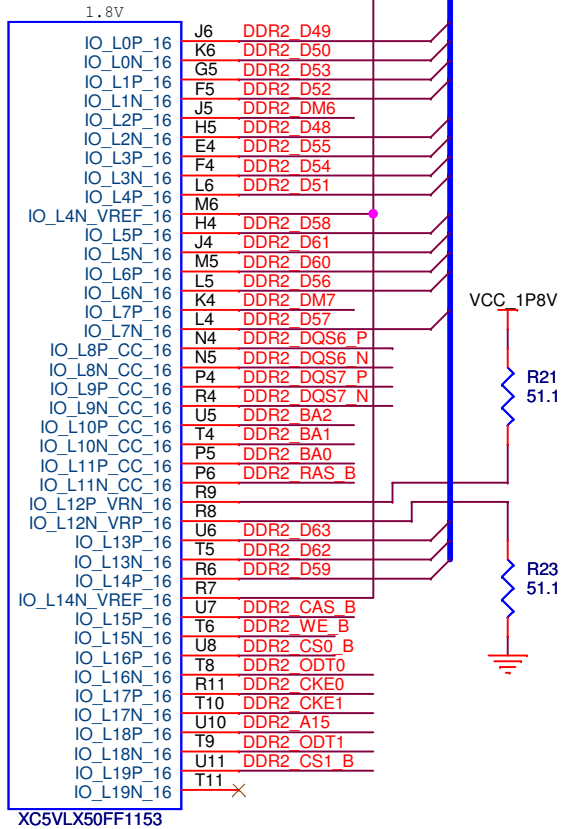 1.8V
IO_L0P_16 J6 DDR2_D49
IO_L0N_16 K6 DDR2_D50
IO_L1P_16 G5 DDR2_D53
IO_L1N_16 F5 DDR2_D52
IO_L2P_16 J5 DDR2_DM6
IO_L2N_16 H5 DDR2_D48
IO_L3P_16 E4 DDR2_D55
IO_L3N_16 F4 DDR2_D54
IO_L4P_16 L6 DDR2_D51
IO_L4N_VREF_16 M6
IO_L5P_16 H4 DDR2_D58
IO_L5N_16 J4 DDR2_D61
IO_L6P_16 M5 DDR2_D60
IO_L6N_16 L5 DDR2_D56
IO_L7P_16 K4 DDR2_DM7
IO_L7N_16 L4 DDR2_D57
IO_L8P_CC_16 N4 DDR2_DQS6_P
IO_L8N_CC_16 N5 DDR2_DQS6_N
IO_L9P_CC_16 P4 DDR2_DQS7_P
IO_L9N_CC_16 R4 DDR2_DQS7_N
IO_L10P_CC_16 U5 DDR2_BA2
IO_L10N_CC_16 T4 DDR2_BA1
IO_L11P_CC_16 P5 DDR2_BA0
IO_L11N_CC_16 P6 DDR2_RAS_B
IO_L12P_VRN_16 R9
IO_L12N_VRP_16 R8
IO_L13P_16 U6 DDR2_D63
IO_L13N_16 T5 DDR2_D62
IO_L14P_16 R6 DDR2_D59
IO_L14N_VREF_16 R7
IO_L15P_16 U7 DDR2_CAS_B
IO_L15N_16 T6 DDR2_WE_B
IO_L16P_16 U8 DDR2_CS0_B
IO_L16N_16 T8 DDR2_ODT0
IO_L17P_16 R11 DDR2_CKE0
IO_L17N_16 T10 DDR2_CKE1
IO_L18P_16 U10 DDR2_A15
IO_L18N_16 T9 DDR2_ODT1
IO_L19P_16 U11 DDR2_CS1_B
IO_L19N_16 T11
XC5VLX50FF1153
VCC_1P8V
R21
51.1
R23
51.1